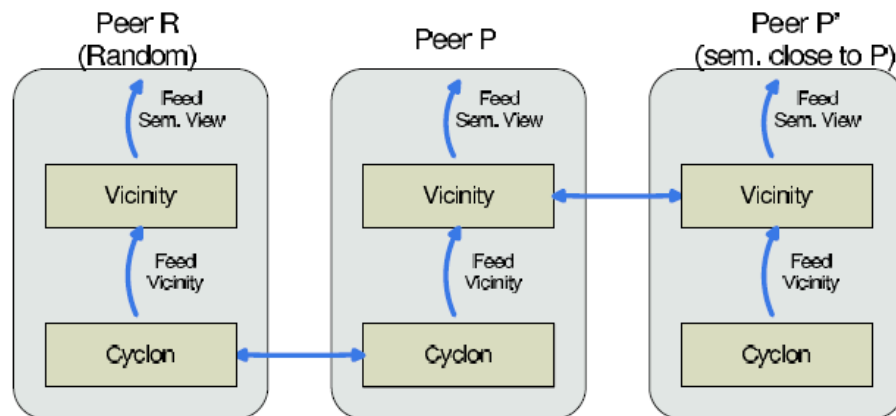 Peer R
(Random)
Peer P
Peer P'
(sem. close to P)
Feed
Sem. View
Feed
Sem. View
Feed
Sem. View
Vicinity
Vicinity
Vicinity
Feed
Vicinity
Feed
Vicinity
Feed
Vicinity
Cyclon
Cyclon
Cyclon